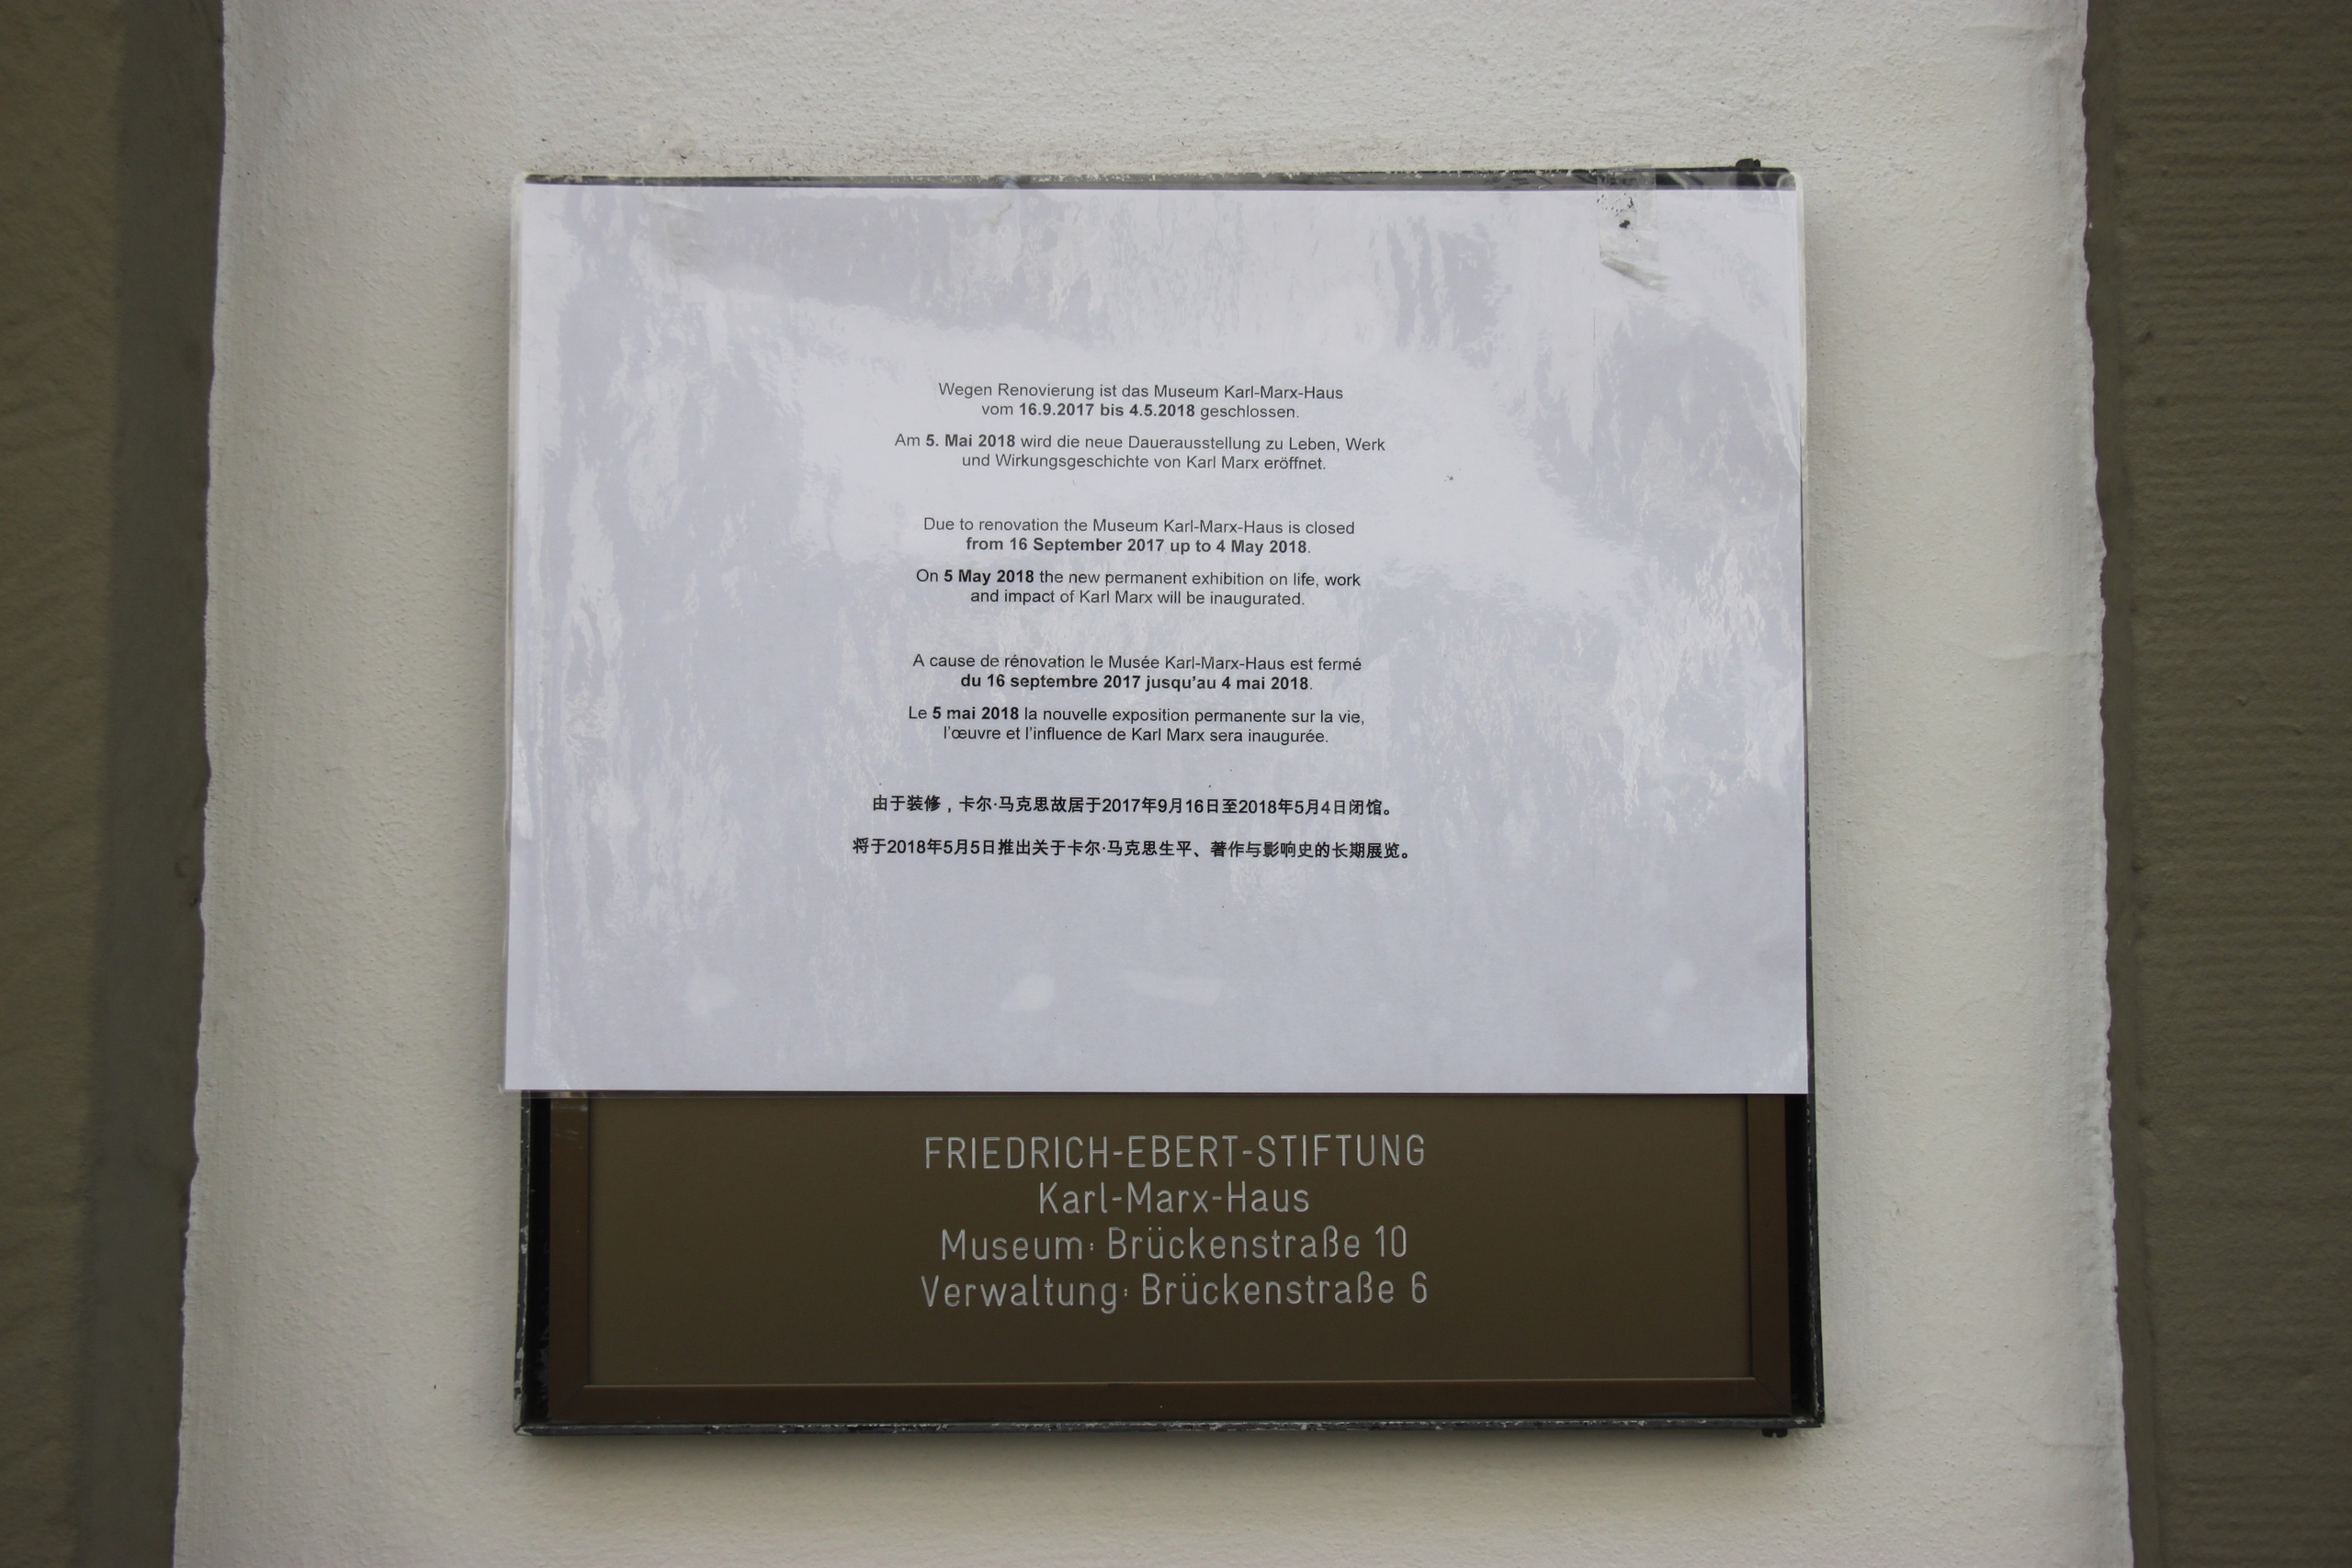 Wegen Renovierung ist das Museum Karl-Marx-Haus
vom 16.9.2017 bis 4.5.2018 geschlossen.
Am 5. Mai 2018 wird die neue Dauerausstellung zu Leben, Werk
und Wirkungsgeschichte von Karl Marx eröffnet.
Due to renovation the Museum Karl-Marx-Haus is closed
from 16 September 2017 up to 4 May 2018.
On 5 May 2018 the new permanent exhibition on life, work
and impact of Karl Marx will be inaugurated.
A cause de rénovation le Musée Karl-Marx-Haus est fermé
du 16 septembre 2017 jusqu'au 4 mai 2018.
Le 5 mai 2018 la nouvelle exposition permanente sur la vie,
l'œuvre et l'influence de Karl Marx sera inaugurée.
由于装修，卡尔·马克思故居于2017年9月16日至2018年5月4日闭馆。
将于2018年5月5日推出关于卡尔·马克思生平、著作与影响史的长期展览。
FRIEDRICH-EBERT-STIFTUNG
Karl-Marx-Haus
Museum: Brückenstraße 10
Verwaltung: Brückenstraße 6